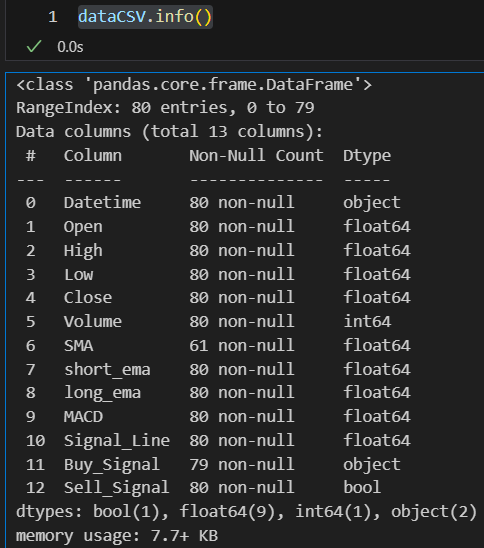 1 dataCSV.info()
✓ 0.0s
<class 'pandas.core.frame.DataFrame'>
RangeIndex: 80 entries, 0 to 79
Data columns (total 13 columns):
 #   Column       Non-Null Count  Dtype
---  ------       --------------  -----
 0   Datetime     80 non-null     object
 1   Open         80 non-null     float64
 2   High         80 non-null     float64
 3   Low          80 non-null     float64
 4   Close        80 non-null     float64
 5   Volume       80 non-null     int64
 6   SMA          61 non-null     float64
 7   short_ema    80 non-null     float64
 8   long_ema     80 non-null     float64
 9   MACD         80 non-null     float64
 10  Signal_Line  80 non-null     float64
 11  Buy_Signal   79 non-null     object
 12  Sell_Signal  80 non-null     bool
dtypes: bool(1), float64(9), int64(1), object(2)
memory usage: 7.7+ KB